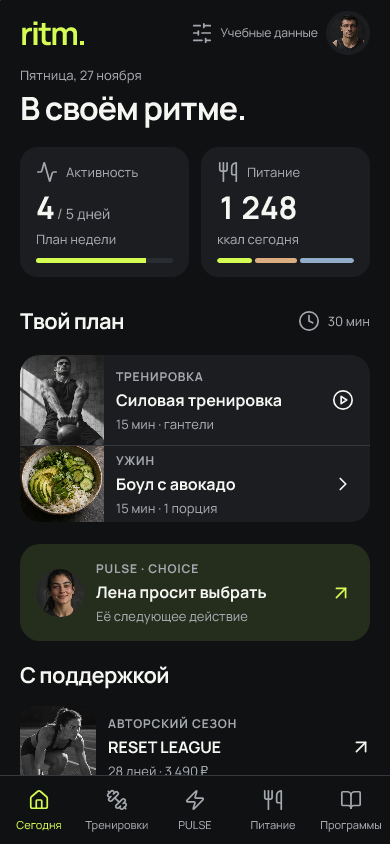 ritm.
Учебные данные
Пятница, 27 ноября
В своём ритме.
Активность
4 / 5 дней
План недели
Питание
1 248
ккал сегодня
Твой план
30 мин
ТРЕНИРОВКА
Силовая тренировка
15 мин · гантели
УЖИН
Боул с авокадо
15 мин · 1 порция
PULSE · CHOICE
Лена просит выбрать
Её следующее действие
С поддержкой
АВТОРСКИЙ СЕЗОН
RESET LEAGUE
28 дней · 3 490 ₽
Сегодня
Тренировки
PULSE
Питание
Программы